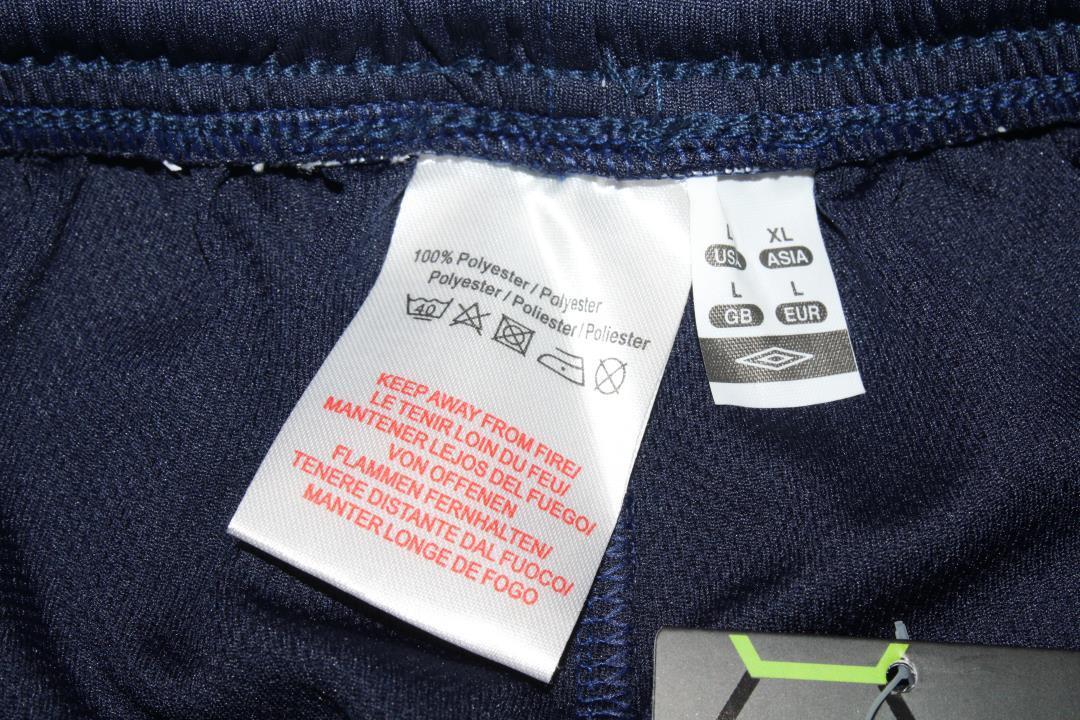 100% Polyester / Polyester
Polyester / Poliester / Poliester
40
KEEP AWAY FROM FIRE/
LE TENIR LOIN DU FEU/
MANTENER LEJOS DEL FUEGO/
VON OFFENEN
FLAMMEN FERNHALTEN/
TENERE DISTANTE DAL FUOCO/
MANTER LONGE DE FOGO
L XL
USA ASIA
L L
GB EUR